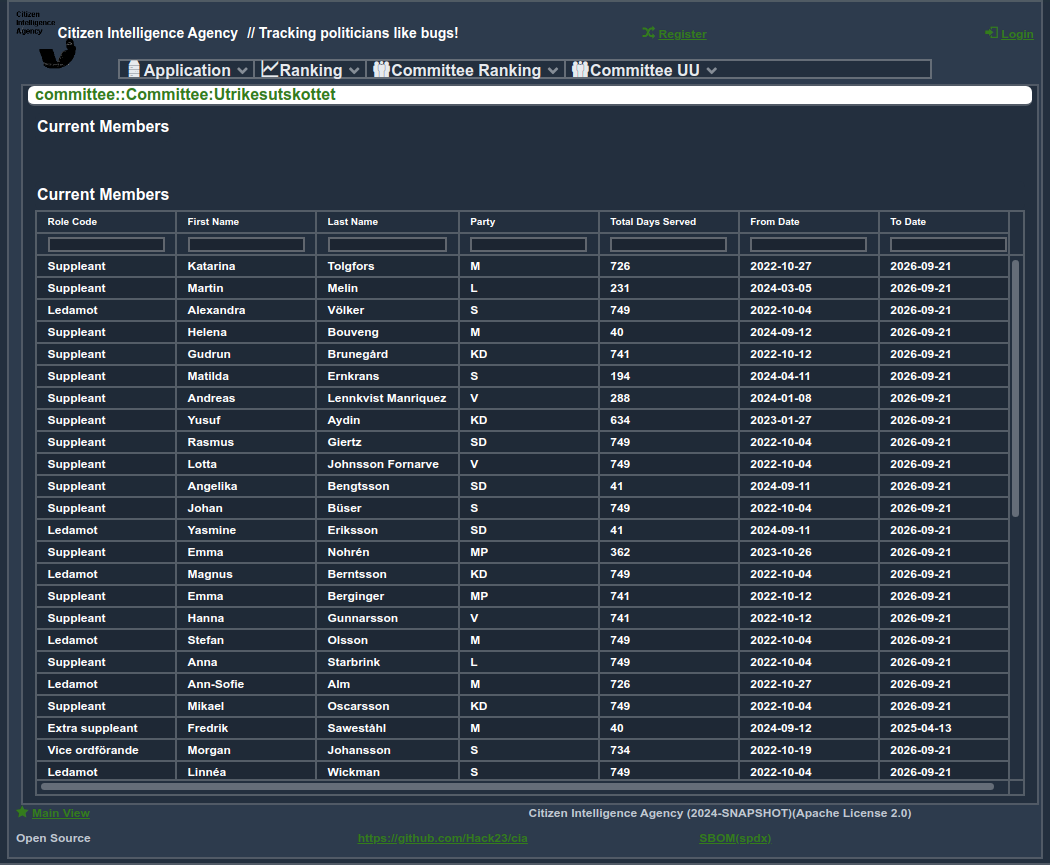 Citizen
Intelligence
Agency
Citizen Intelligence Agency // Tracking politicians like bugs!
Register
Login
Application Ranking Committee Ranking Committee UU
committee::Committee:Utrikesutskottet
Current Members
Current Members
Role Code First Name Last Name Party Total Days Served From Date To Date
Suppleant Katarina Tolgfors M 726 2022-10-27 2026-09-21
Suppleant Martin Melin L 231 2024-03-05 2026-09-21
Ledamot Alexandra Völker S 749 2022-10-04 2026-09-21
Suppleant Helena Bouveng M 40 2024-09-12 2026-09-21
Suppleant Gudrun Brunegård KD 741 2022-10-12 2026-09-21
Suppleant Matilda Ernkrans S 194 2024-04-11 2026-09-21
Suppleant Andreas Lennkvist Manriquez V 288 2024-01-08 2026-09-21
Suppleant Yusuf Aydin KD 634 2023-01-27 2026-09-21
Suppleant Rasmus Giertz SD 749 2022-10-04 2026-09-21
Suppleant Lotta Johnsson Fornarve V 749 2022-10-04 2026-09-21
Suppleant Angelika Bengtsson SD 41 2024-09-11 2026-09-21
Suppleant Johan Büser S 749 2022-10-04 2026-09-21
Ledamot Yasmine Eriksson SD 41 2024-09-11 2026-09-21
Suppleant Emma Nohrén MP 362 2023-10-26 2026-09-21
Ledamot Magnus Berntsson KD 749 2022-10-04 2026-09-21
Suppleant Emma Berginger MP 741 2022-10-12 2026-09-21
Suppleant Hanna Gunnarsson V 741 2022-10-12 2026-09-21
Ledamot Stefan Olsson M 749 2022-10-04 2026-09-21
Suppleant Anna Starbrink L 749 2022-10-04 2026-09-21
Ledamot Ann-Sofie Alm M 726 2022-10-27 2026-09-21
Suppleant Mikael Oscarsson KD 749 2022-10-04 2026-09-21
Extra suppleant Fredrik Saweståhl M 40 2024-09-12 2025-04-13
Vice ordförande Morgan Johansson S 734 2022-10-19 2026-09-21
Ledamot Linnéa Wickman S 749 2022-10-04 2026-09-21
Main View Citizen Intelligence Agency (2024-SNAPSHOT)(Apache License 2.0)
Open Source https://github.com/Hack23/cia SBOM(spdx)